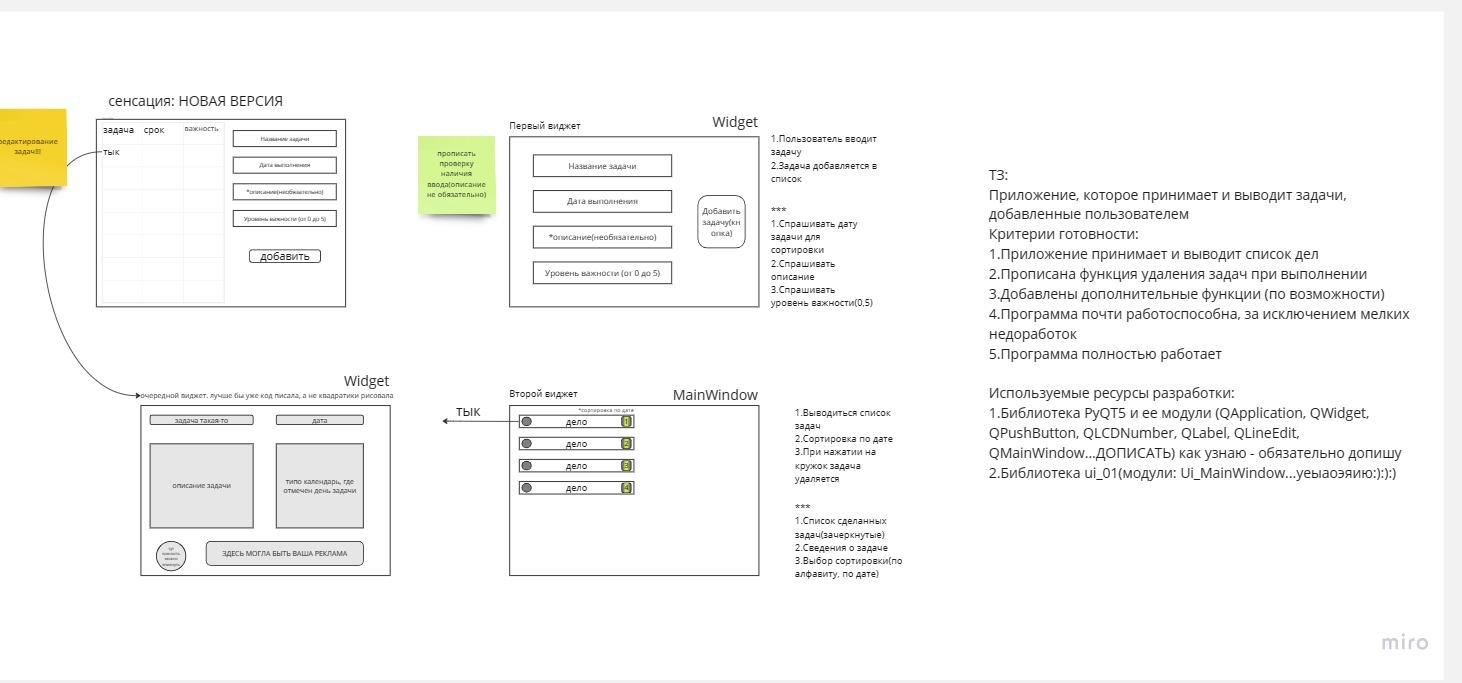 сенсация: НОВАЯ ВЕРСИЯ
редактирование
задач!!!
задача срок важность
тык
Название задачи
Дата выполнения
*описание(необязательно)
Уровень важности (от 0 до 5)
добавить
прописать
проверку
наличия
ввода(описание
не обязательно)
Первый виджет
Widget
Название задачи
Дата выполнения
*описание(необязательно)
Уровень важности (от 0 до 5)
Добавить
задачу(кн
опка)
1.Пользователь вводит
задачу
2.Задача добавляется в
список
***
1.Спрашивать дату
задачи для
сортировки
2.Спрашивать
описание
3.Спрашивать
уровень важности(0,5)
Widget
очередной виджет. лучше бы уже код писала, а не квадратики рисовала
задача такая-то
дата
описание задачи
типо календарь, где
отмечен день задачи
ЗДЕСЬ МОГЛА БЫТЬ ВАША РЕКЛАМА
тык
Второй виджет
MainWindow
*сортировка по дате
дело 1
дело 2
дело 3
дело 4
1.Выводиться список
задач
2.Сортировка по дате
3.При нажатии на
кружок задача
удаляется
***
1.Список сделанных
задач(зачеркнутые)
2.Сведения о задаче
3.Выбор сортировки(по
алфавиту, по дате)
ТЗ:
Приложение, которое принимает и выводит задачи,
добавленные пользователем
Критерии готовности:
1.Приложение принимает и выводит список дел
2.Прописана функция удаления задач при выполнении
3.Добавлены дополнительные функции (по возможности)
4.Программа почти работоспособна, за исключением мелких
недоработок
5.Программа полностью работает
Используемые ресурсы разработки:
1.Библиотека PyQT5 и ее модули (QApplication, QWidget,
QPushButton, QLCDNumber, QLabel, QLineEdit,
QMainWindow...ДОПИСАТЬ) как узнаю - обязательно допишу
2.Библиотека ui_01(модули: Ui_MainWindow...уеыаоэяию:):):)
miro